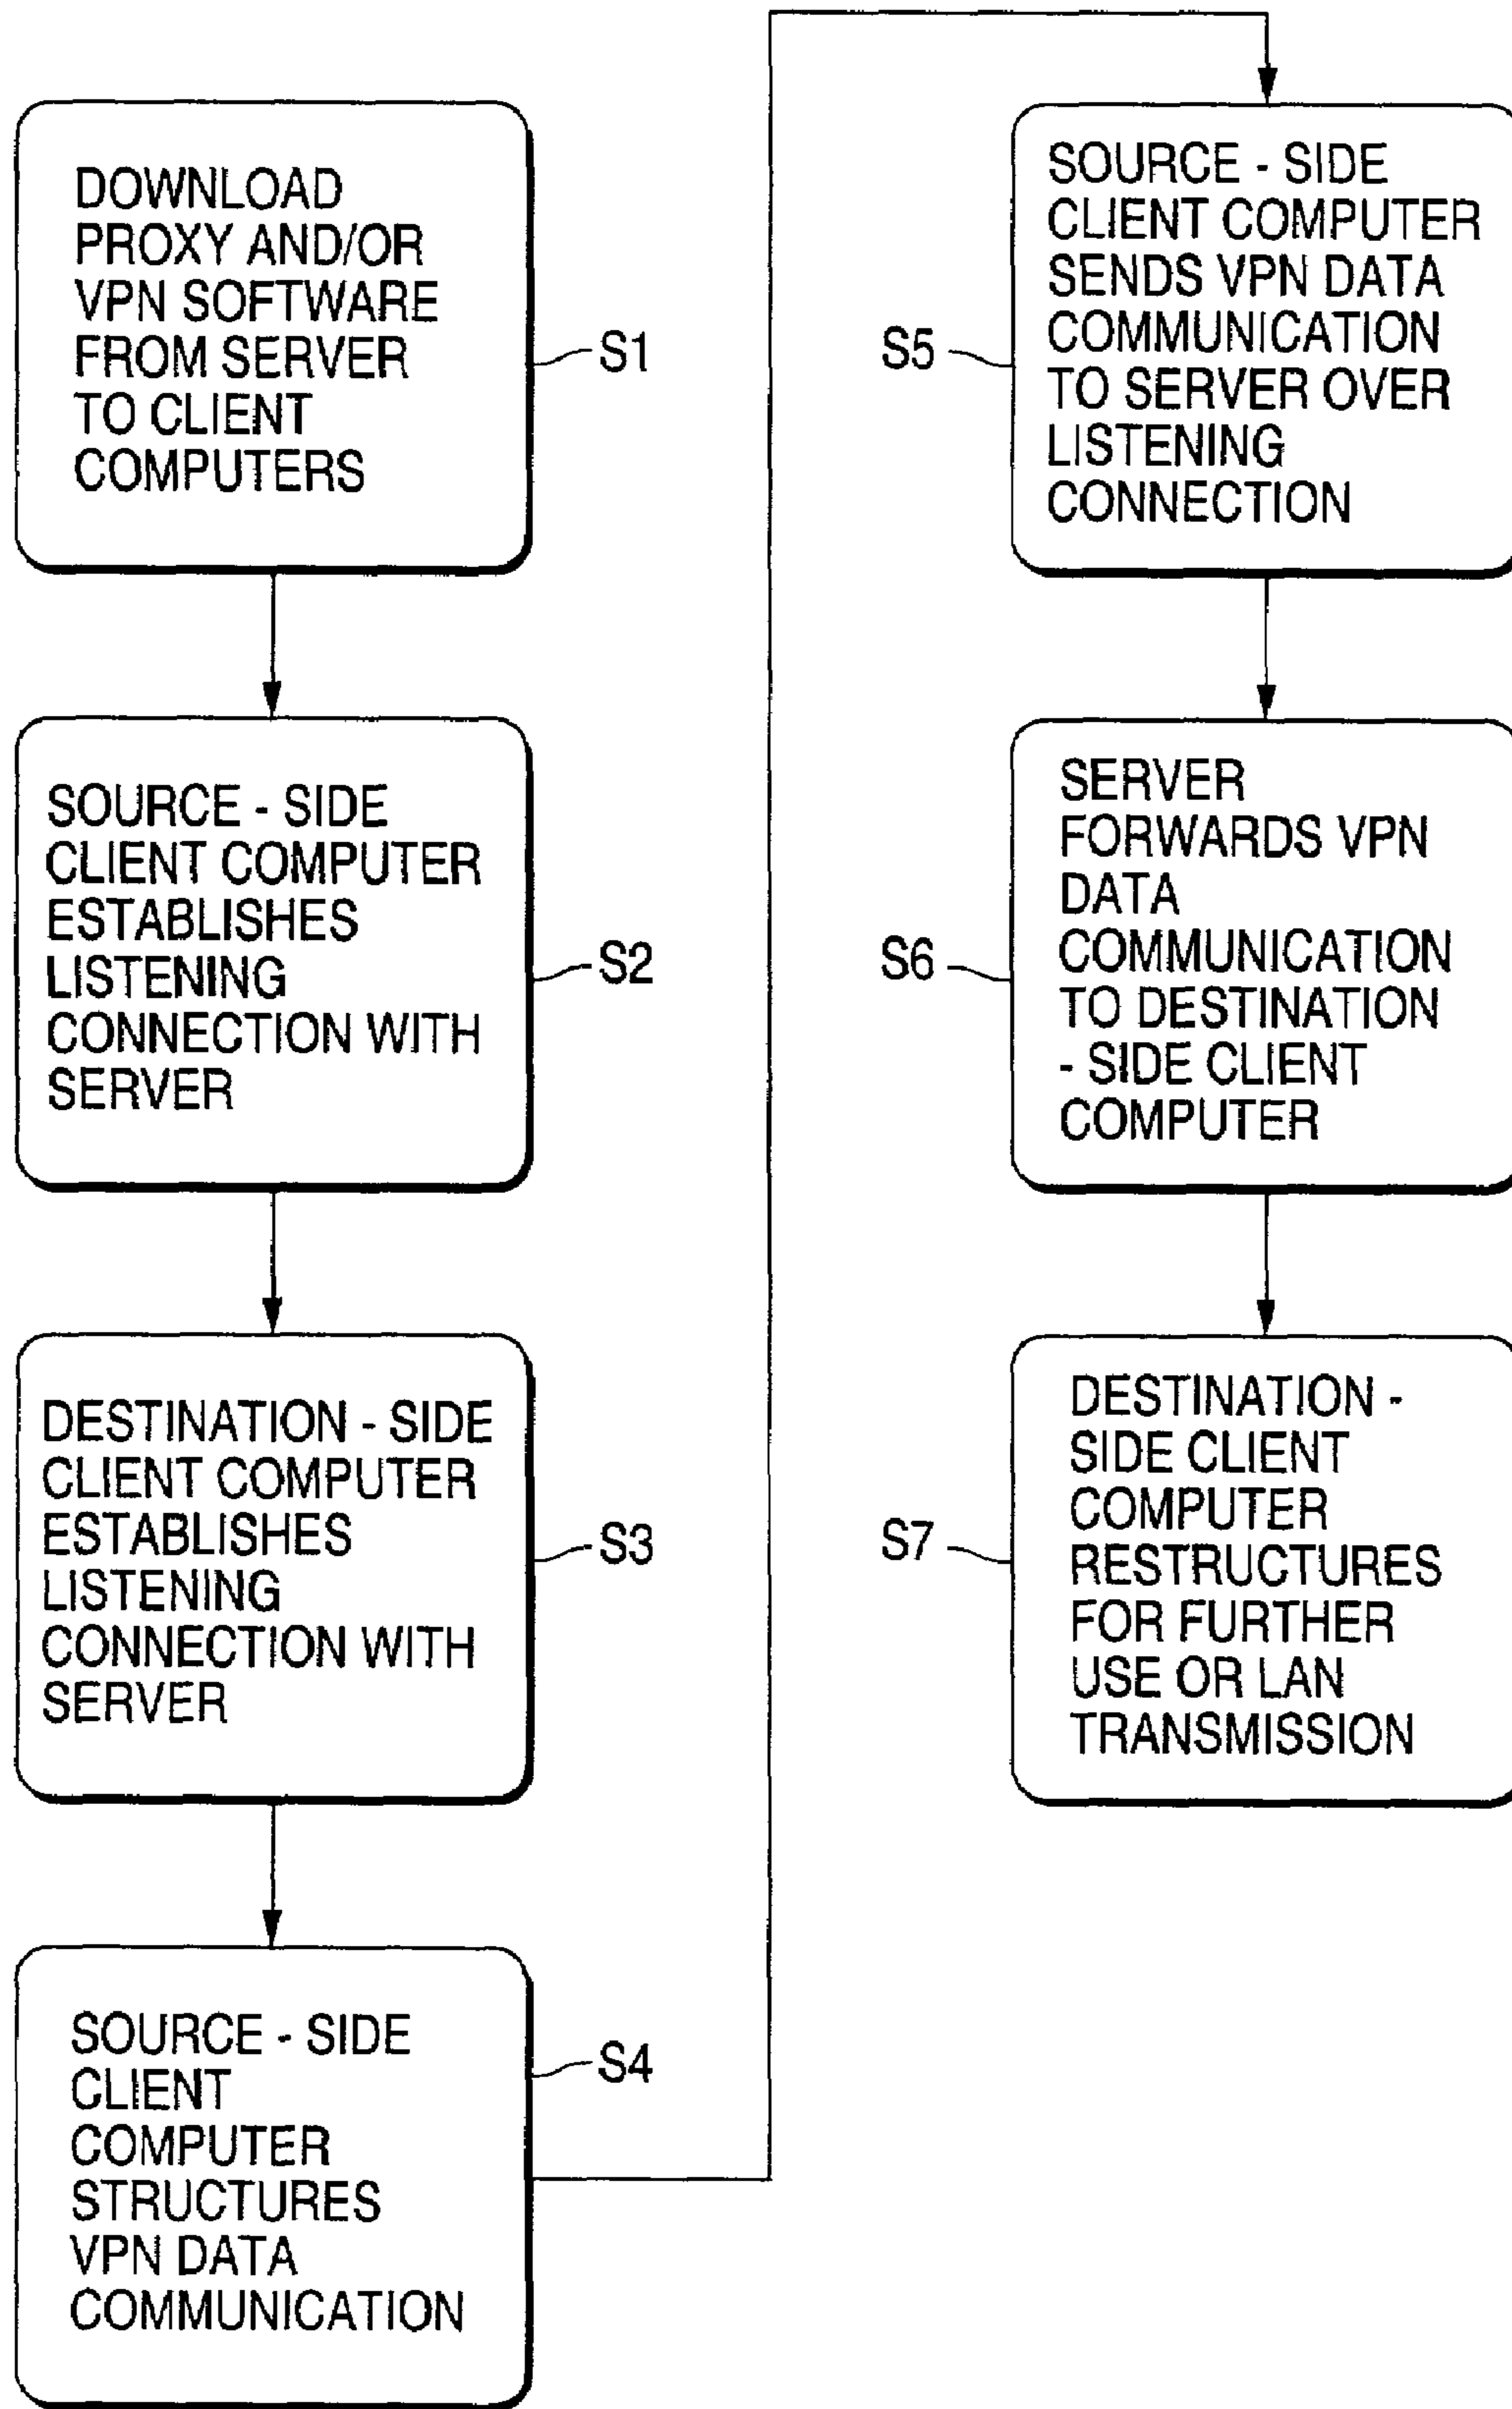 DOWNLOAD
PROXY AND/OR
VPN SOFTWARE
FROM SERVER
TO CLIENT
COMPUTERS
S1
SOURCE - SIDE
CLIENT COMPUTER
ESTABLISHES
LISTENING
CONNECTION WITH
SERVER
S2
DESTINATION - SIDE
CLIENT COMPUTER
ESTABLISHES
LISTENING
CONNECTION WITH
SERVER
S3
SOURCE - SIDE
CLIENT
COMPUTER
STRUCTURES
VPN DATA
COMMUNICATION
S4
SOURCE - SIDE
CLIENT COMPUTER
SENDS VPN DATA
COMMUNICATION
TO SERVER OVER
LISTENING
CONNECTION
S5
SERVER
FORWARDS VPN
DATA
COMMUNICATION
TO DESTINATION
- SIDE CLIENT
COMPUTER
S6
DESTINATION -
SIDE CLIENT
COMPUTER
RESTRUCTURES
FOR FURTHER
USE OR LAN
TRANSMISSION
S7